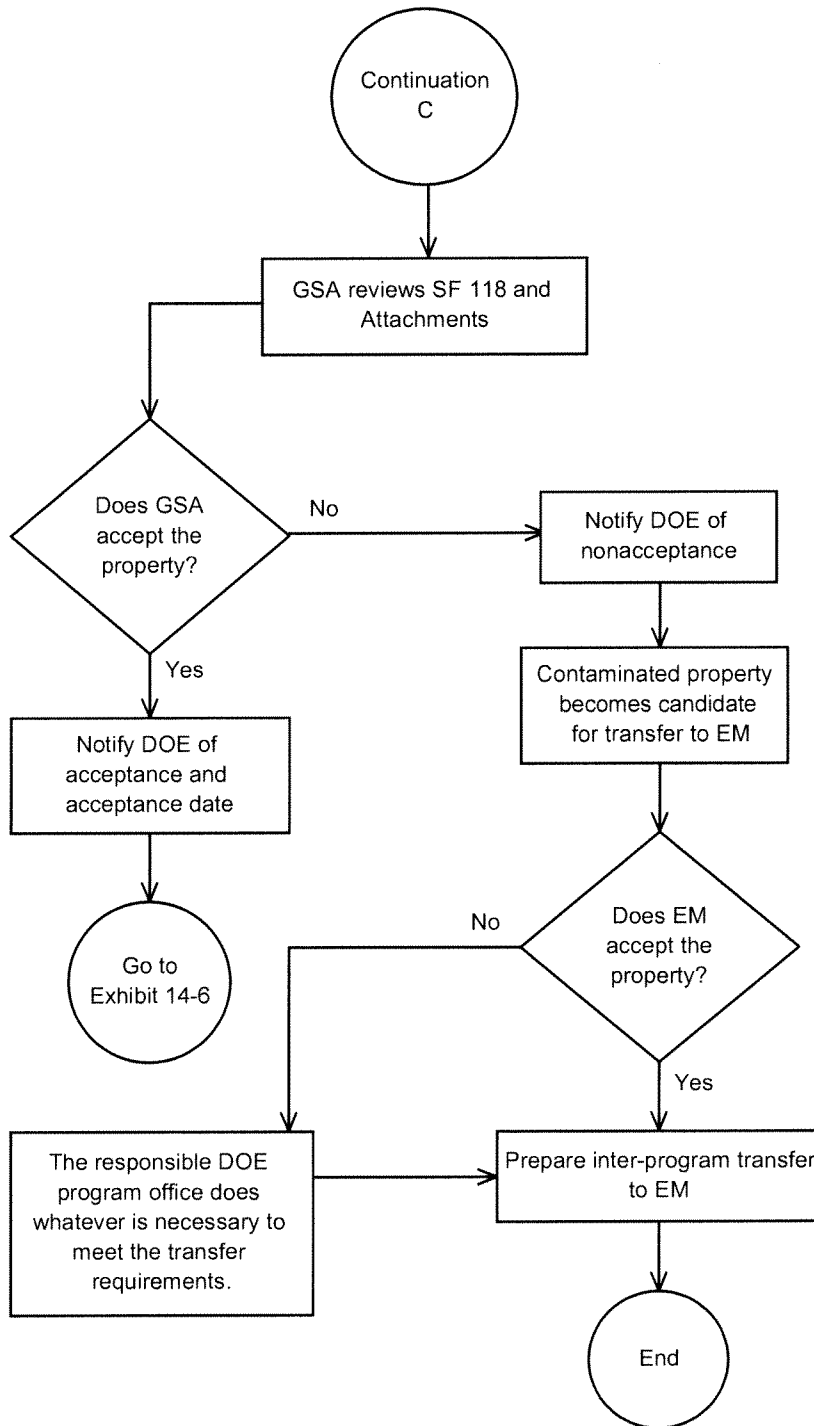 Continuation
C
GSA reviews SF 118 and
Attachments
Does GSA
accept the
property?
No
Notify DOE of
nonacceptance
Yes
Contaminated property
becomes candidate
for transfer to EM
Notify DOE of
acceptance and
acceptance date
Does EM
accept the
property?
No
Go to
Exhibit 14-6
Yes
The responsible DOE
program office does
whatever is necessary to
meet the transfer
requirements.
Prepare inter-program transfer
to EM
End